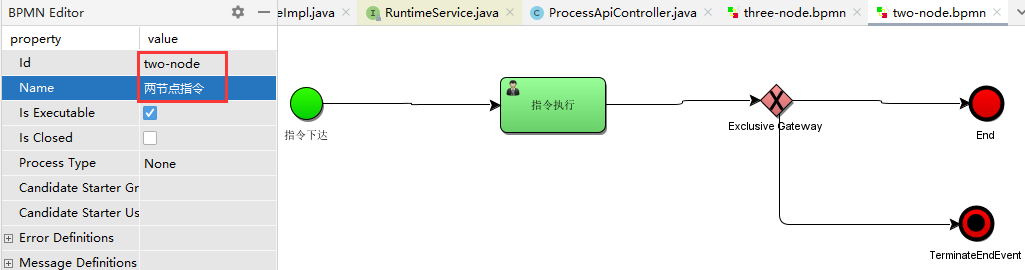 BPMN Editor
eImpl.java
RuntimeService.java
ProcessApiController.java
three-node.bpmn
two-node.bpmn
property value
Id two-node
Name 两节点指令
Is Executable
Is Closed
Process Type None
Candidate Starter Gr
Candidate Starter Us
Error Definitions
Message Definitions
指令下达
指令执行
Exclusive Gateway
End
TerminateEndEvent